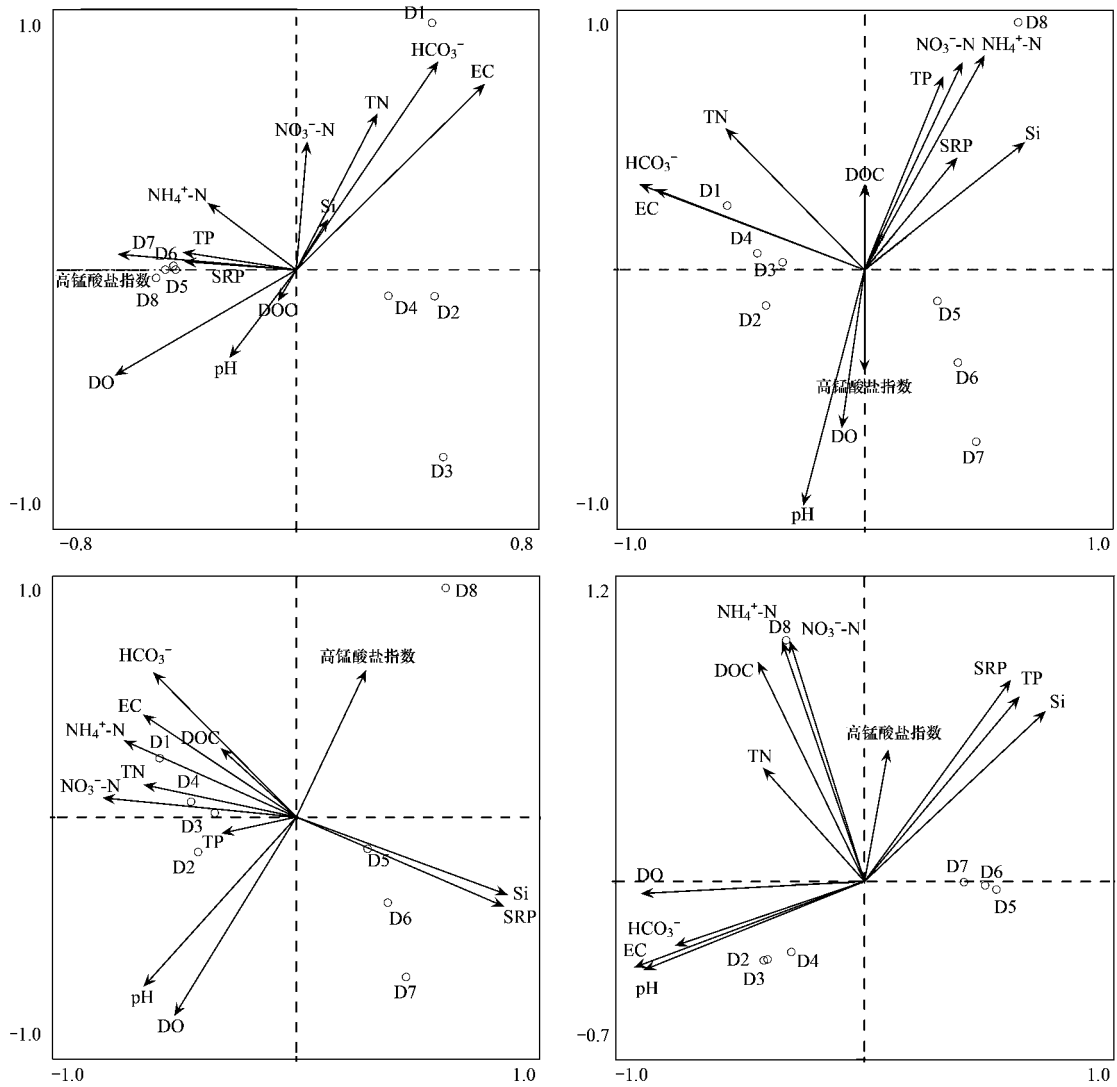 1.0
D1
HCO₃⁻
EC
TN
NO₃⁻-N
NH₄⁺-N
Si
D7
D6
TP
SRP
高锰酸盐指数
D5
D8
DOC
D4
D2
pH
DO
D3
-1.0
-0.8
0.8
1.0
D8
NO₃⁻-N
NH₄⁺-N
TP
TN
SRP
Si
HCO₃⁻
DOC
EC
D1
D4
D3
D2
D5
D6
高锰酸盐指数
DO
D7
-1.0
pH
-1.0
1.0
1.0
D8
HCO₃⁻
高锰酸盐指数
EC
NH₄⁺-N
DOC
D1
TN
D4
NO₃⁻-N
D3
TP
D2
D5
Si
SRP
D6
pH
DO
D7
-1.0
-1.0
1.0
1.2
NH₄⁺-N
D8
NO₃⁻-N
DOC
SRP
TP
Si
高锰酸盐指数
TN
DO
D7
D6
D5
HCO₃⁻
EC
D2
D4
D3
pH
-0.7
-1.0
1.0